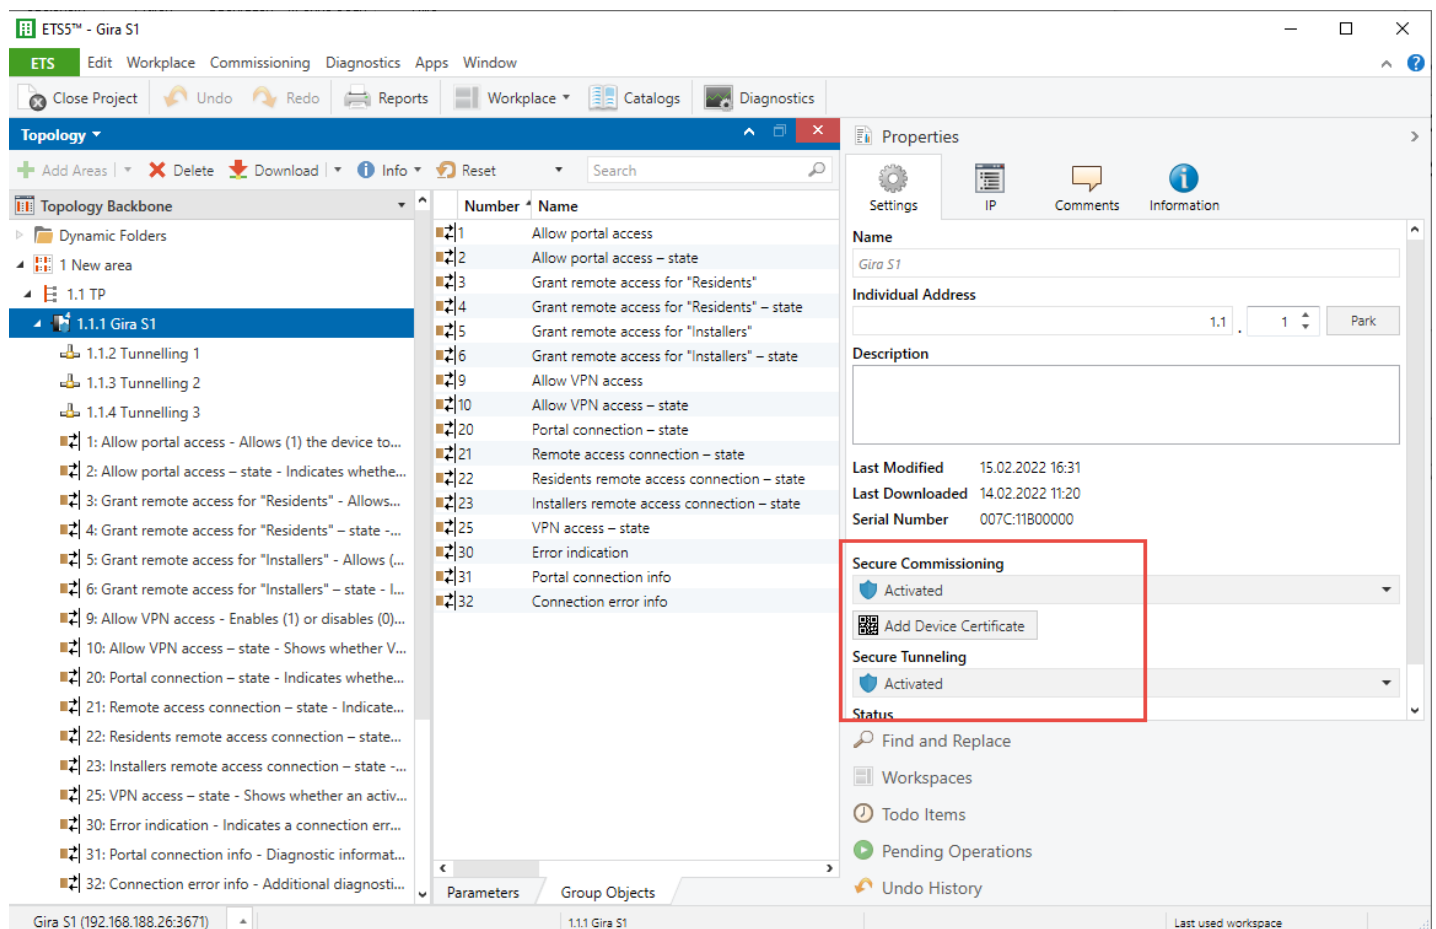 ETS5™ - Gira S1
ETS Edit Workplace Commissioning Diagnostics Apps Window
Close Project Undo Redo Reports Workplace Catalogs Diagnostics
Topology
Add Areas Delete Download Info Reset Search
Topology Backbone
Dynamic Folders
1 New area
1.1 TP
1.1.1 Gira S1
1.1.2 Tunnelling 1
1.1.3 Tunnelling 2
1.1.4 Tunnelling 3
1: Allow portal access - Allows (1) the device to...
2: Allow portal access – state - Indicates whethe...
3: Grant remote access for "Residents" - Allows...
4: Grant remote access for "Residents" – state -...
5: Grant remote access for "Installers" - Allows (...
6: Grant remote access for "Installers" – state - I...
9: Allow VPN access - Enables (1) or disables (0)...
10: Allow VPN access – state - Shows whether V...
20: Portal connection – state - Indicates whethe...
21: Remote access connection – state - Indicate...
22: Residents remote access connection – state...
23: Installers remote access connection – state -...
25: VPN access – state - Shows whether an activ...
30: Error indication - Indicates a connection err...
31: Portal connection info - Diagnostic informat...
32: Connection error info - Additional diagnosti...
Number Name
1 Allow portal access
2 Allow portal access – state
3 Grant remote access for "Residents"
4 Grant remote access for "Residents" – state
5 Grant remote access for "Installers"
6 Grant remote access for "Installers" – state
9 Allow VPN access
10 Allow VPN access – state
20 Portal connection – state
21 Remote access connection – state
22 Residents remote access connection – state
23 Installers remote access connection – state
25 VPN access – state
30 Error indication
31 Portal connection info
32 Connection error info
Parameters Group Objects
Properties
Settings IP Comments Information
Name
Gira S1
Individual Address
1.1 . 1 Park
Description
Last Modified 15.02.2022 16:31
Last Downloaded 14.02.2022 11:20
Serial Number 007C:11B00000
Secure Commissioning
Activated
Add Device Certificate
Secure Tunneling
Activated
Status
Find and Replace
Workspaces
Todo Items
Pending Operations
Undo History
Gira S1 (192.168.188.26:3671) 1.1.1 Gira S1 Last used workspace